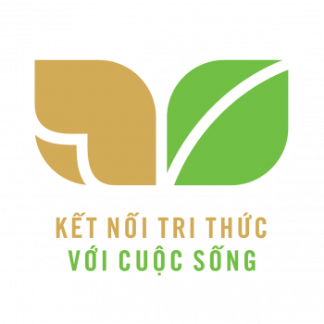 KẾT NỐI TRI THỨC
VỚI CUỘC SỐNG